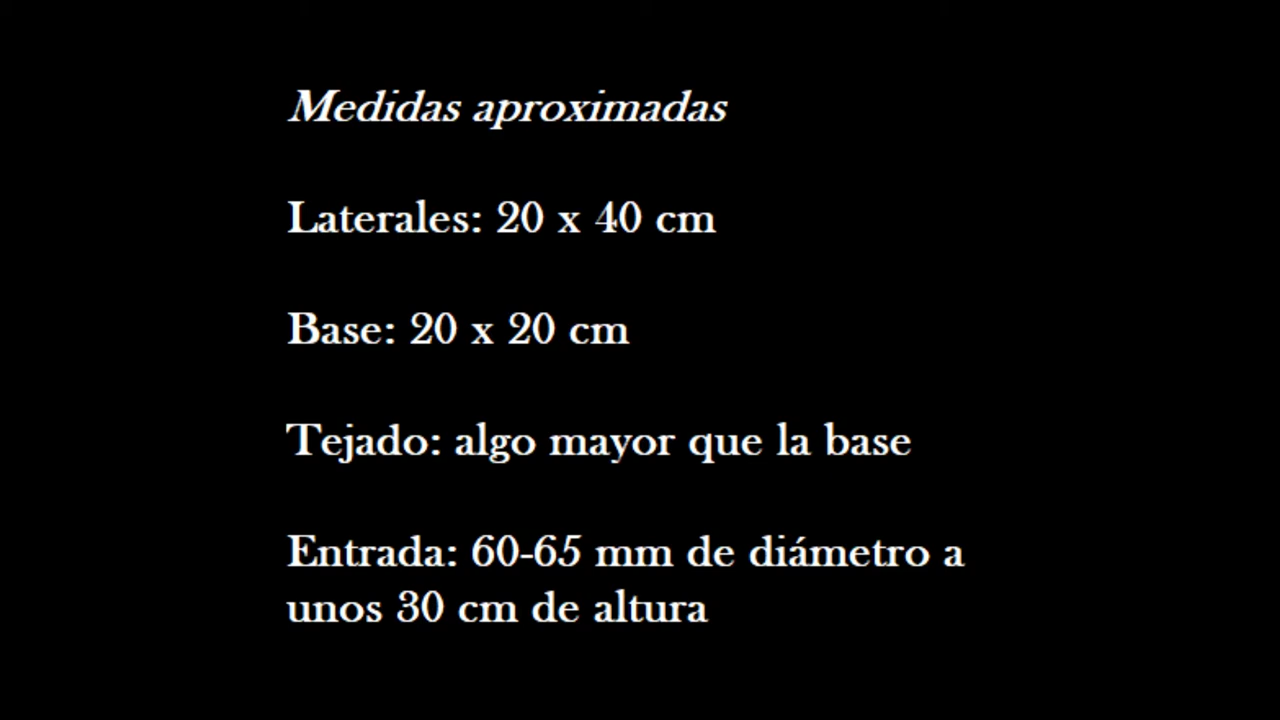 Medidas aproximadas
Laterales: 20 x 40 cm
Base: 20 x 20 cm
Tejado: algo mayor que la base
Entrada: 60-65 mm de diámetro a
unos 30 cm de altura